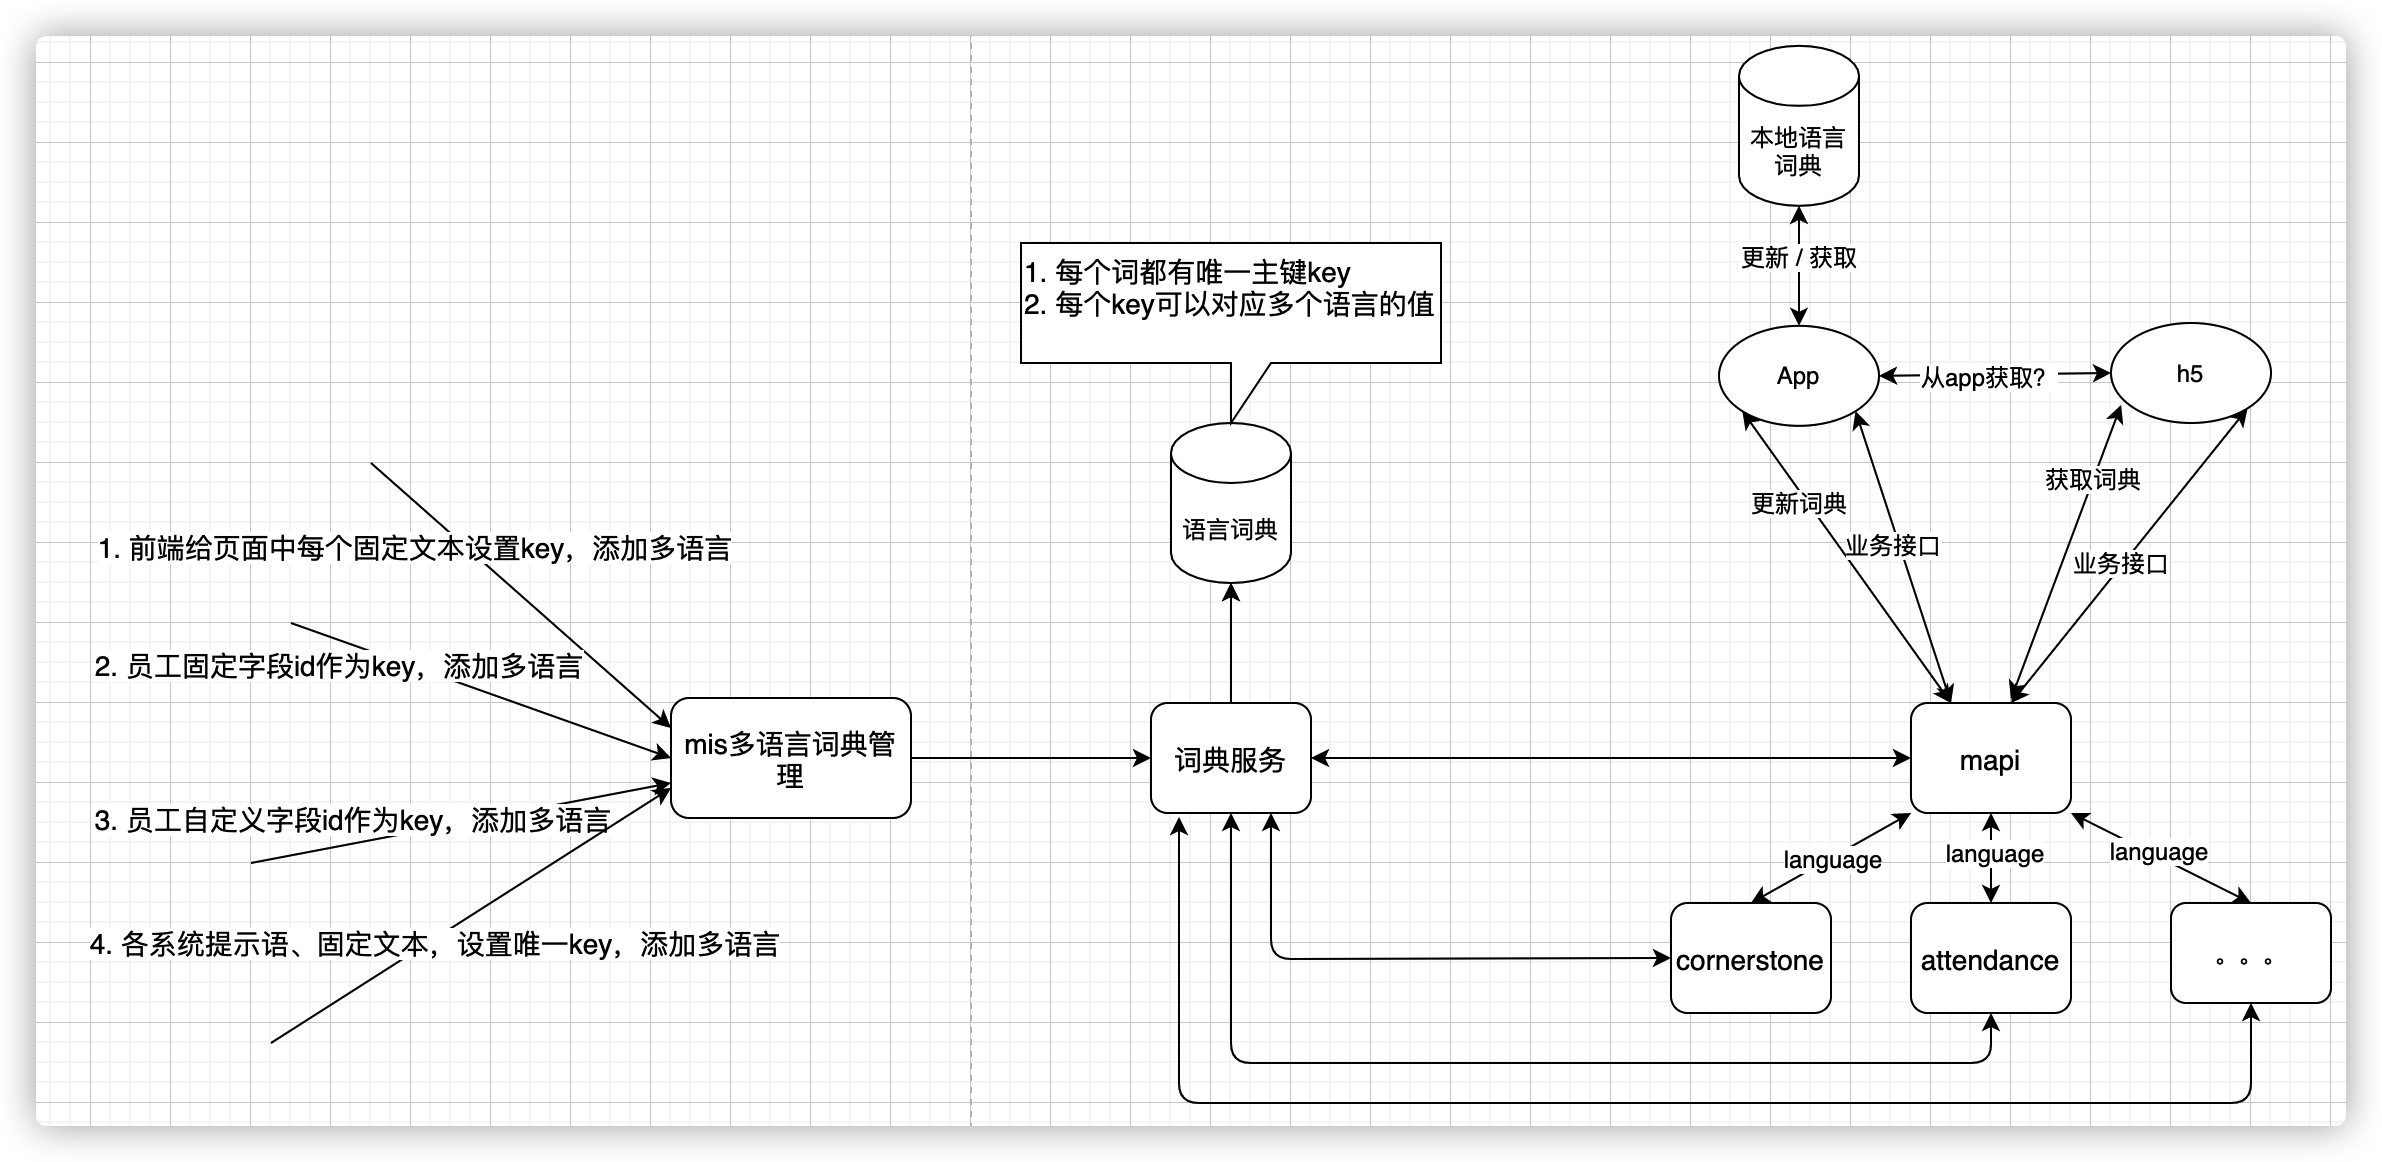 本地语言
词典
更新 / 获取
1. 每个词都有唯一主键key
2. 每个key可以对应多个语言的值
App
从app获取?
h5
语言词典
更新词典
业务接口
获取词典
业务接口
1. 前端给页面中每个固定文本设置key，添加多语言
2. 员工固定字段id作为key，添加多语言
3. 员工自定义字段id作为key，添加多语言
4. 各系统提示语、固定文本，设置唯一key，添加多语言
mis多语言词典管
理
词典服务
mapi
language
language
language
cornerstone
attendance
。。。